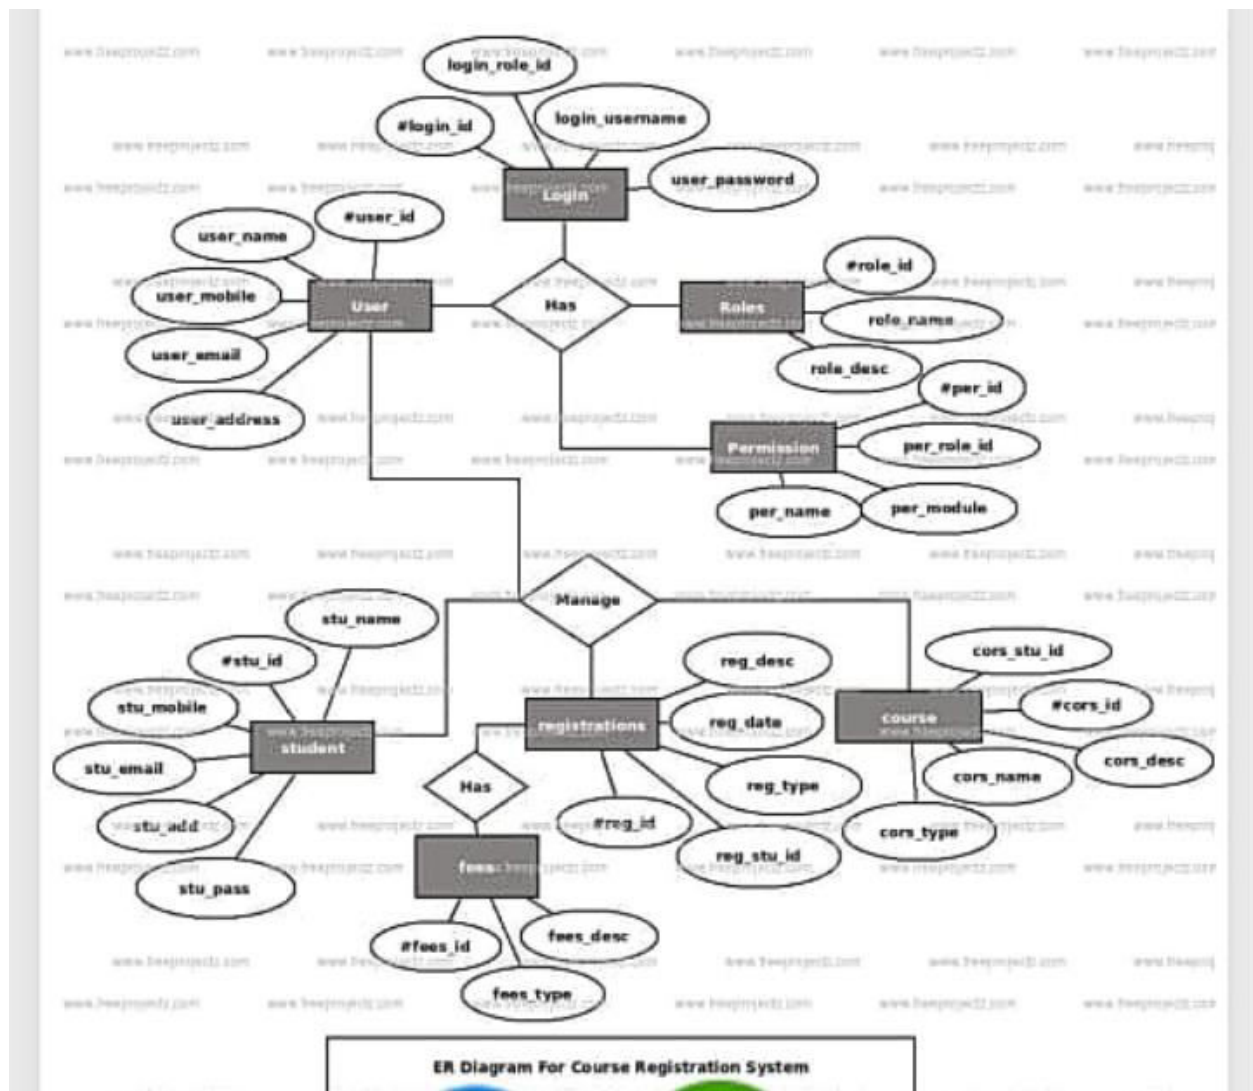 login_role_id
login_username
#login_id
user_password
Login
#user_id
user_name
#role_id
user_mobile
User
Has
Roles
role_name
user_email
role_desc
#per_id
user_address
per_role_id
Permission
per_name
per_module
Manage
stu_name
cors_stu_id
#stu_id
reg_desc
stu_mobile
#cors_id
reg_date
registrations
course
student
cors_desc
stu_email
cors_name
Has
reg_type
#reg_id
stu_add
cors_type
reg_stu_id
fees
stu_pass
fees_desc
#fees_id
fees_type
ER Diagram For Course Registration System